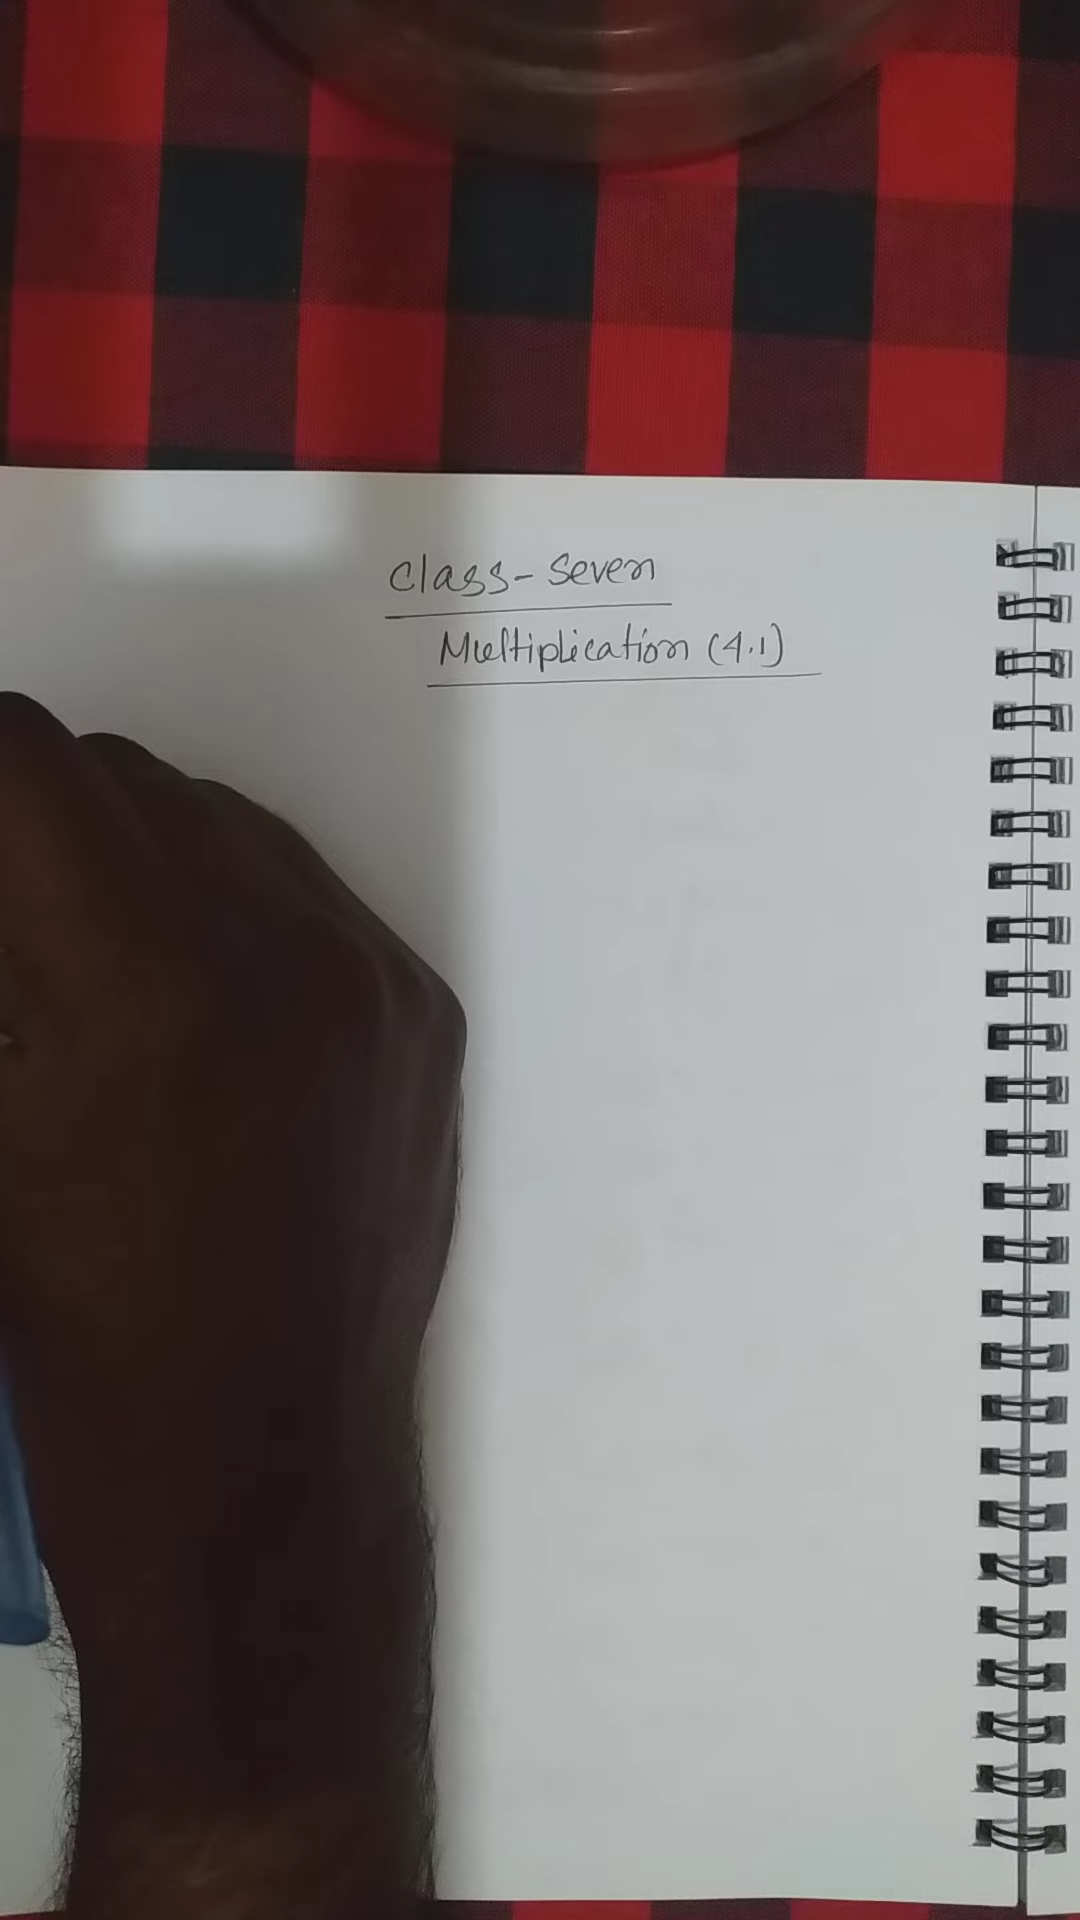 Class - Seven
Multiplication (4.1)